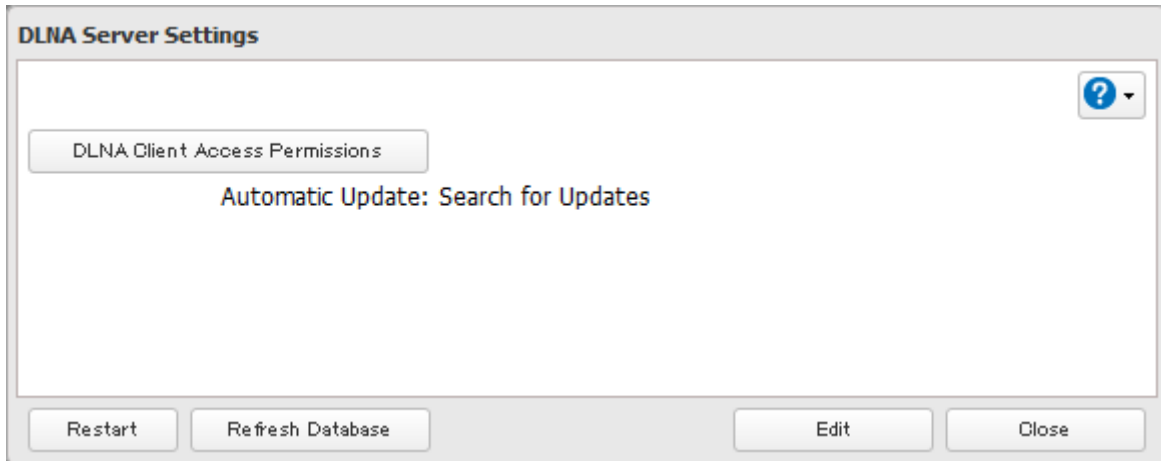 DLNA Server Settings
?
DLNA Client Access Permissions
Automatic Update: Search for Updates
Restart Refresh Database Edit Close